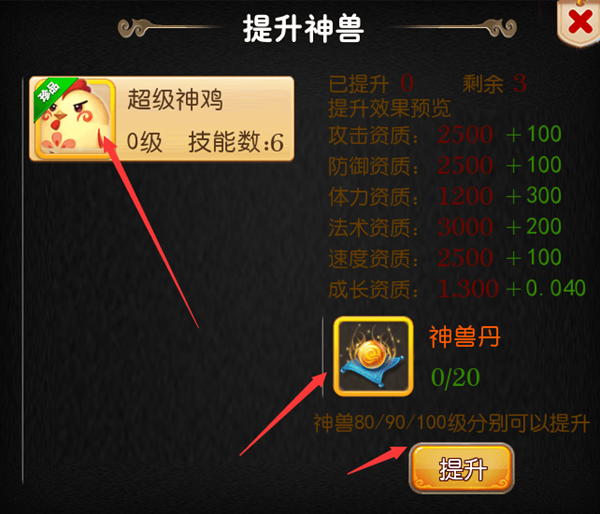 提升神兽
珍品
超级神鸡
0级 技能数:6
已提升 0 剩余 3
提升效果预览
攻击资质: 2500 +100
防御资质: 2500 +100
体力资质: 1200 +300
法术资质: 3000 +200
速度资质: 2500 +100
成长资质: 1.300 +0.040
神兽丹
0/20
神兽80/90/100级分别可以提升
提升